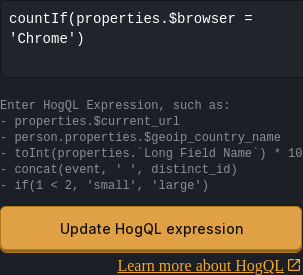 countIf(properties.$browser =
'Chrome')
Enter HogQL Expression, such as:
- properties.$current_url
- person.properties.$geoip_country_name
- toInt(properties.`Long Field Name`) * 10
- concat(event, ' ', distinct_id)
- if(1 < 2, 'small', 'large')
Update HogQL expression
Learn more about HogQL